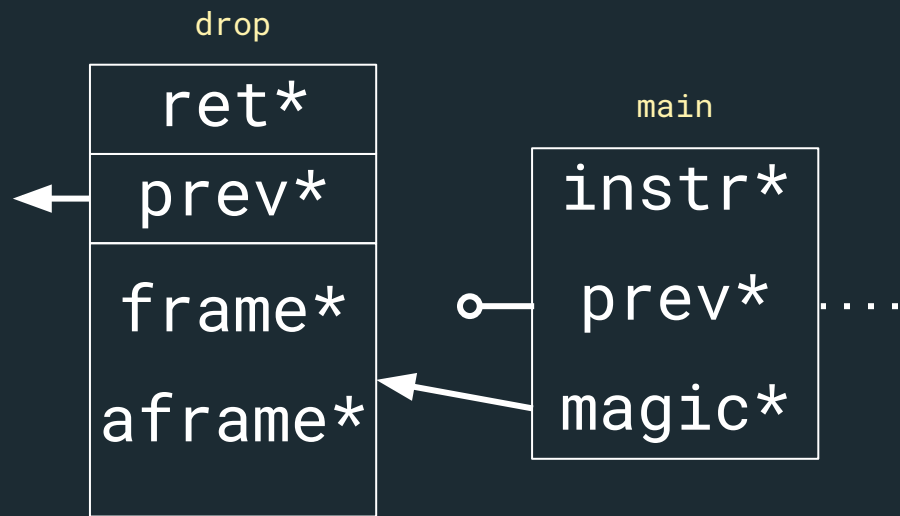 drop
ret*
prev*
frame*
aframe*
main
instr*
prev*
magic*